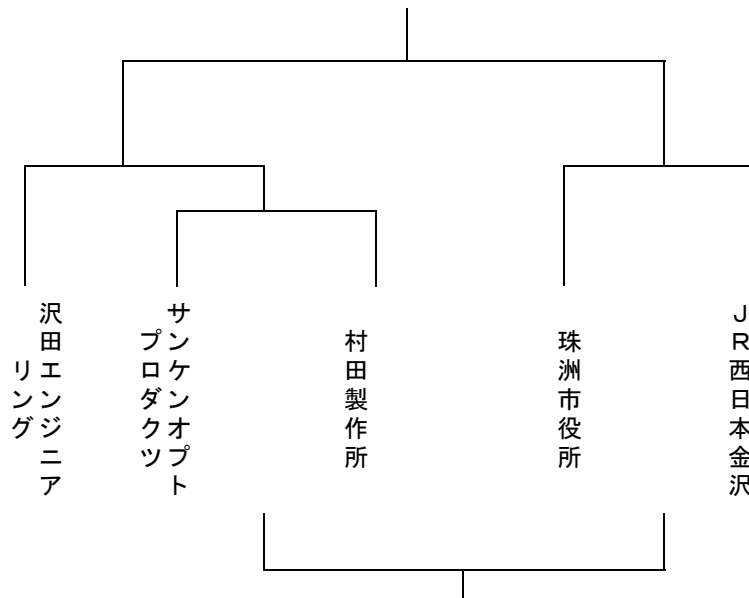 沢田エンジニア
リング
サンケンオプト
プロダクツ
村田製作所
珠洲市役所
ＪＲ西日本金沢